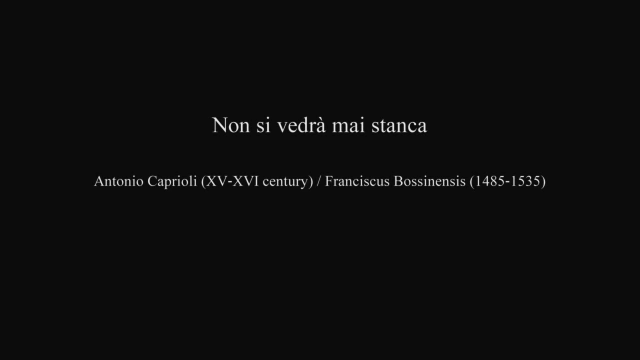 Non si vedrà mai stanca
Antonio Caprioli (XV-XVI century) / Franciscus Bossinensis (1485-1535)